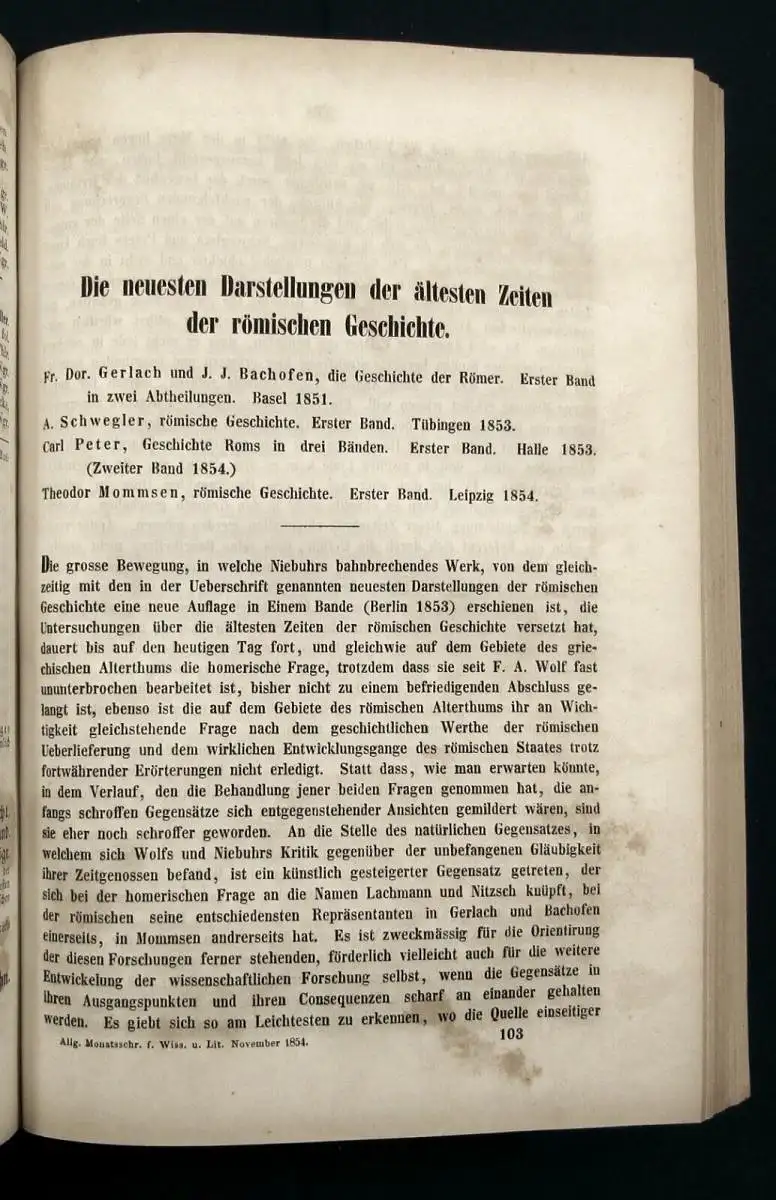 Die neuesten Darstellungen der ältesten Zeiten
der römischen Geschichte.
Fr. Dor. Gerlach und J. J. Bachofen, die Geschichte der Römer. Erster Band
in zwei Abtheilungen. Basel 1851.
A. Schwegler, römische Geschichte. Erster Band. Tübingen 1853.
Carl Peter, Geschichte Roms in drei Bänden. Erster Band. Halle 1853.
(Zweiter Band 1854.)
Theodor Mommsen, römische Geschichte. Erster Band. Leipzig 1854.
Die grosse Bewegung, in welche Niebuhrs bahnbrechendes Werk, von dem gleich-
zeitig mit den in der Ueberschrift genannten neuesten Darstellungen der römischen
Geschichte eine neue Auflage in Einem Bande (Berlin 1853) erschienen ist, die
Untersuchungen über die ältesten Zeiten der römischen Geschichte versetzt hat,
dauert bis auf den heutigen Tag fort, und gleichwie auf dem Gebiete des grie-
chischen Alterthums die homerische Frage, trotzdem dass sie seit F. A. Wolf fast
ununterbrochen bearbeitet ist, bisher nicht zu einem befriedigenden Abschluss ge-
langt ist, ebenso ist die auf dem Gebiete des römischen Alterthums ihr an Wich-
tigkeit gleichstehende Frage nach dem geschichtlichen Werthe der römischen
Ueberlieferung und dem wirklichen Entwicklungsgange des römischen Staates trotz
fortwährender Erörterungen nicht erledigt. Statt dass, wie man erwarten könnte,
in dem Verlauf, den die Behandlung jener beiden Fragen genommen hat, die an-
fangs schroffen Gegensätze sich entgegenstehender Ansichten gemildert wären, sind
sie eher noch schroffer geworden. An die Stelle des natürlichen Gegensatzes, in
welchem sich Wolfs und Niebuhrs Kritik gegenüber der unbefangenen Gläubigkeit
ihrer Zeitgenossen befand, ist ein künstlich gesteigerter Gegensatz getreten, der
sich bei der homerischen Frage an die Namen Lachmann und Nitzsch knüpft, bei
der römischen seine entschiedensten Repräsentanten in Gerlach und Bachofen
einerseits, in Mommsen andrerseits hat. Es ist zweckmässig für die Orientirung
der diesen Forschungen ferner stehenden, förderlich vielleicht auch für die weitere
Entwickelung der wissenschaftlichen Forschung selbst, wenn die Gegensätze in
ihren Ausgangspunkten und ihren Consequenzen scharf an einander gehalten
werden. Es giebt sich so am Leichtesten zu erkennen, wo die Quelle einseitiger
Allg. Monatsschr. f. Wiss. u. Lit. November 1854.
103